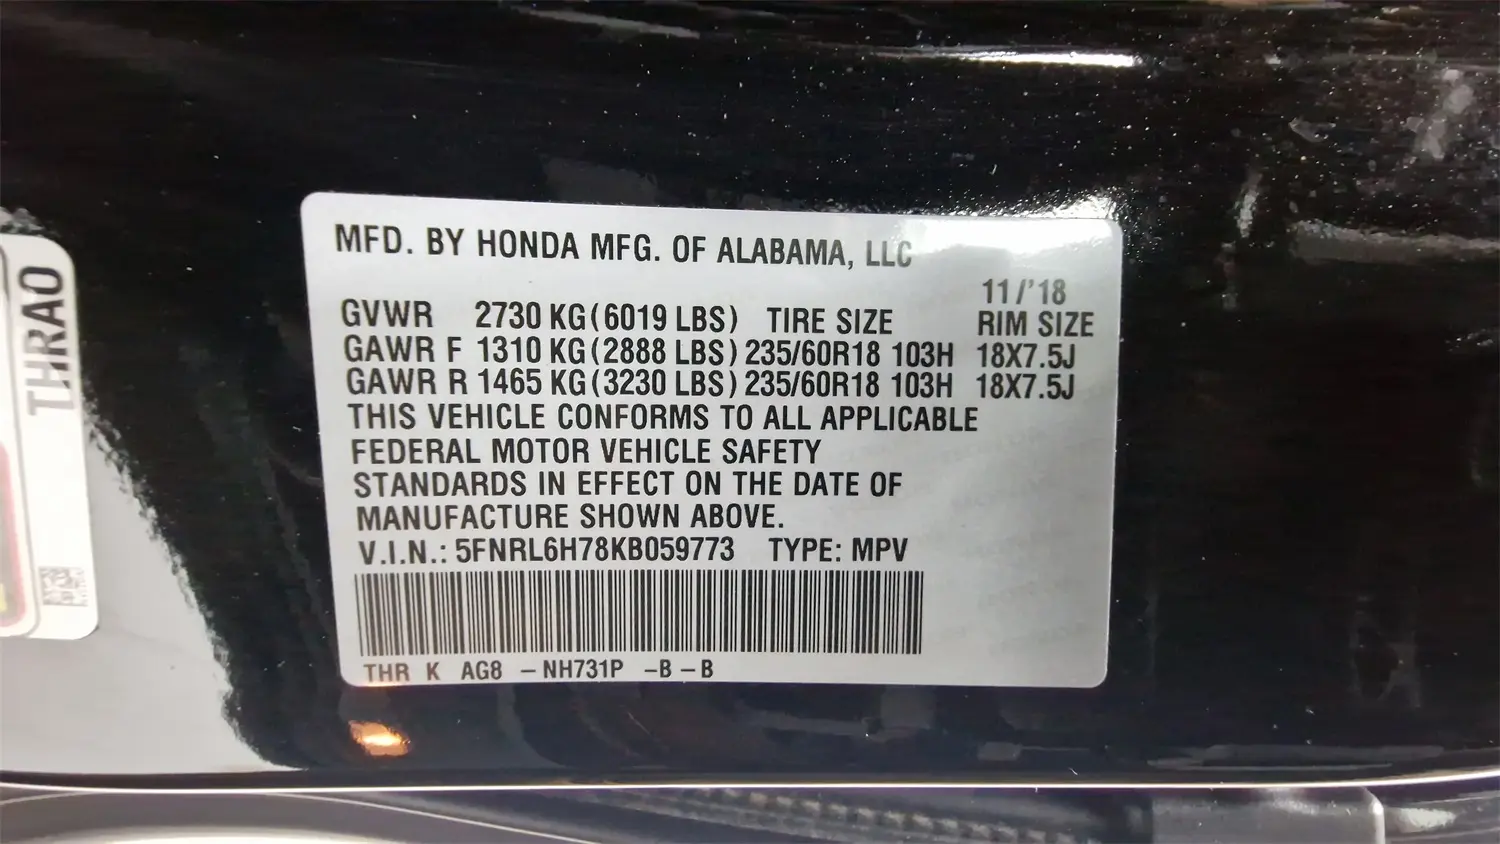 MFD. BY HONDA MFG. OF ALABAMA, LLC
11/'18
GVWR 2730 KG(6019 LBS) TIRE SIZE RIM SIZE
GAWR F 1310 KG(2888 LBS) 235/60R18 103H 18X7.5J
GAWR R 1465 KG(3230 LBS) 235/60R18 103H 18X7.5J
THIS VEHICLE CONFORMS TO ALL APPLICABLE
FEDERAL MOTOR VEHICLE SAFETY
STANDARDS IN EFFECT ON THE DATE OF
MANUFACTURE SHOWN ABOVE.
V.I.N.: 5FNRL6H78KB059773 TYPE: MPV
THR K AG8 -NH731P -B-B
THRAO